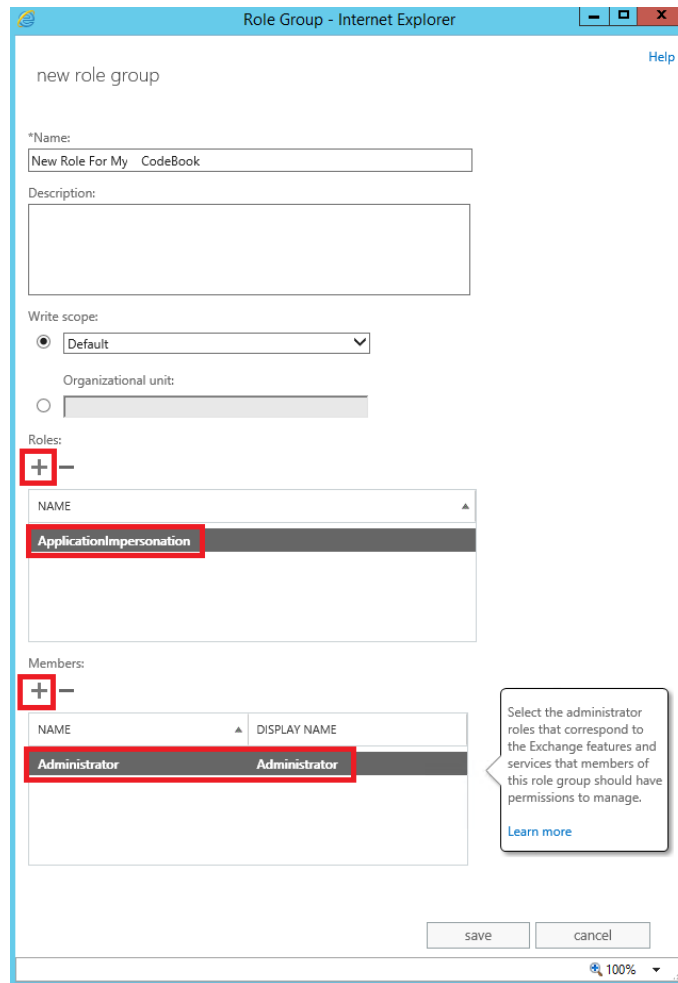 Role Group - Internet Explorer
x
Help
new role group
*Name:
New Role For My CodeBook
Description:
Write scope:
Default
Organizational unit:
Roles:
NAME
ApplicationImpersonation
Members:
NAME DISPLAY NAME
Administrator Administrator
Select the administrator
roles that correspond to
the Exchange features and
services that members of
this role group should have
permissions to manage.
Learn more
save cancel
100%